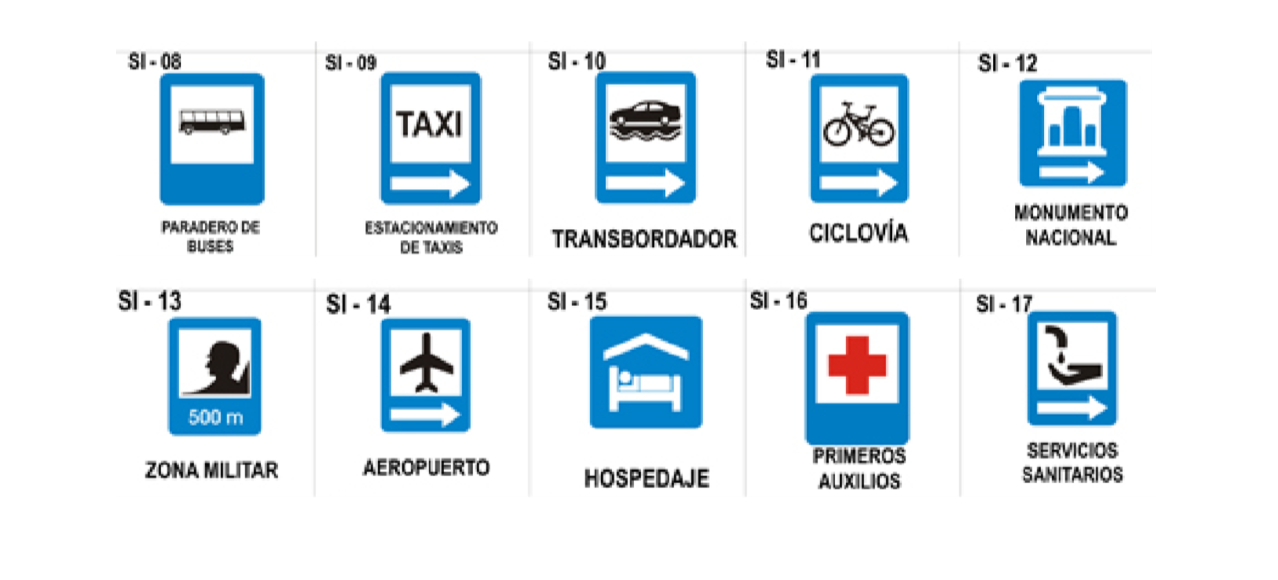 SI - 08
SI - 09
SI - 10
SI - 11
SI - 12
TAXI
PARADERO DE
BUSES
ESTACIONAMIENTO
DE TAXIS
TRANSBORDADOR
CICLOVÍA
MONUMENTO
NACIONAL
SI - 13
SI - 14
SI - 15
SI - 16
SI - 17
500 m
ZONA MILITAR
AEROPUERTO
HOSPEDAJE
PRIMEROS
AUXILIOS
SERVICIOS
SANITARIOS